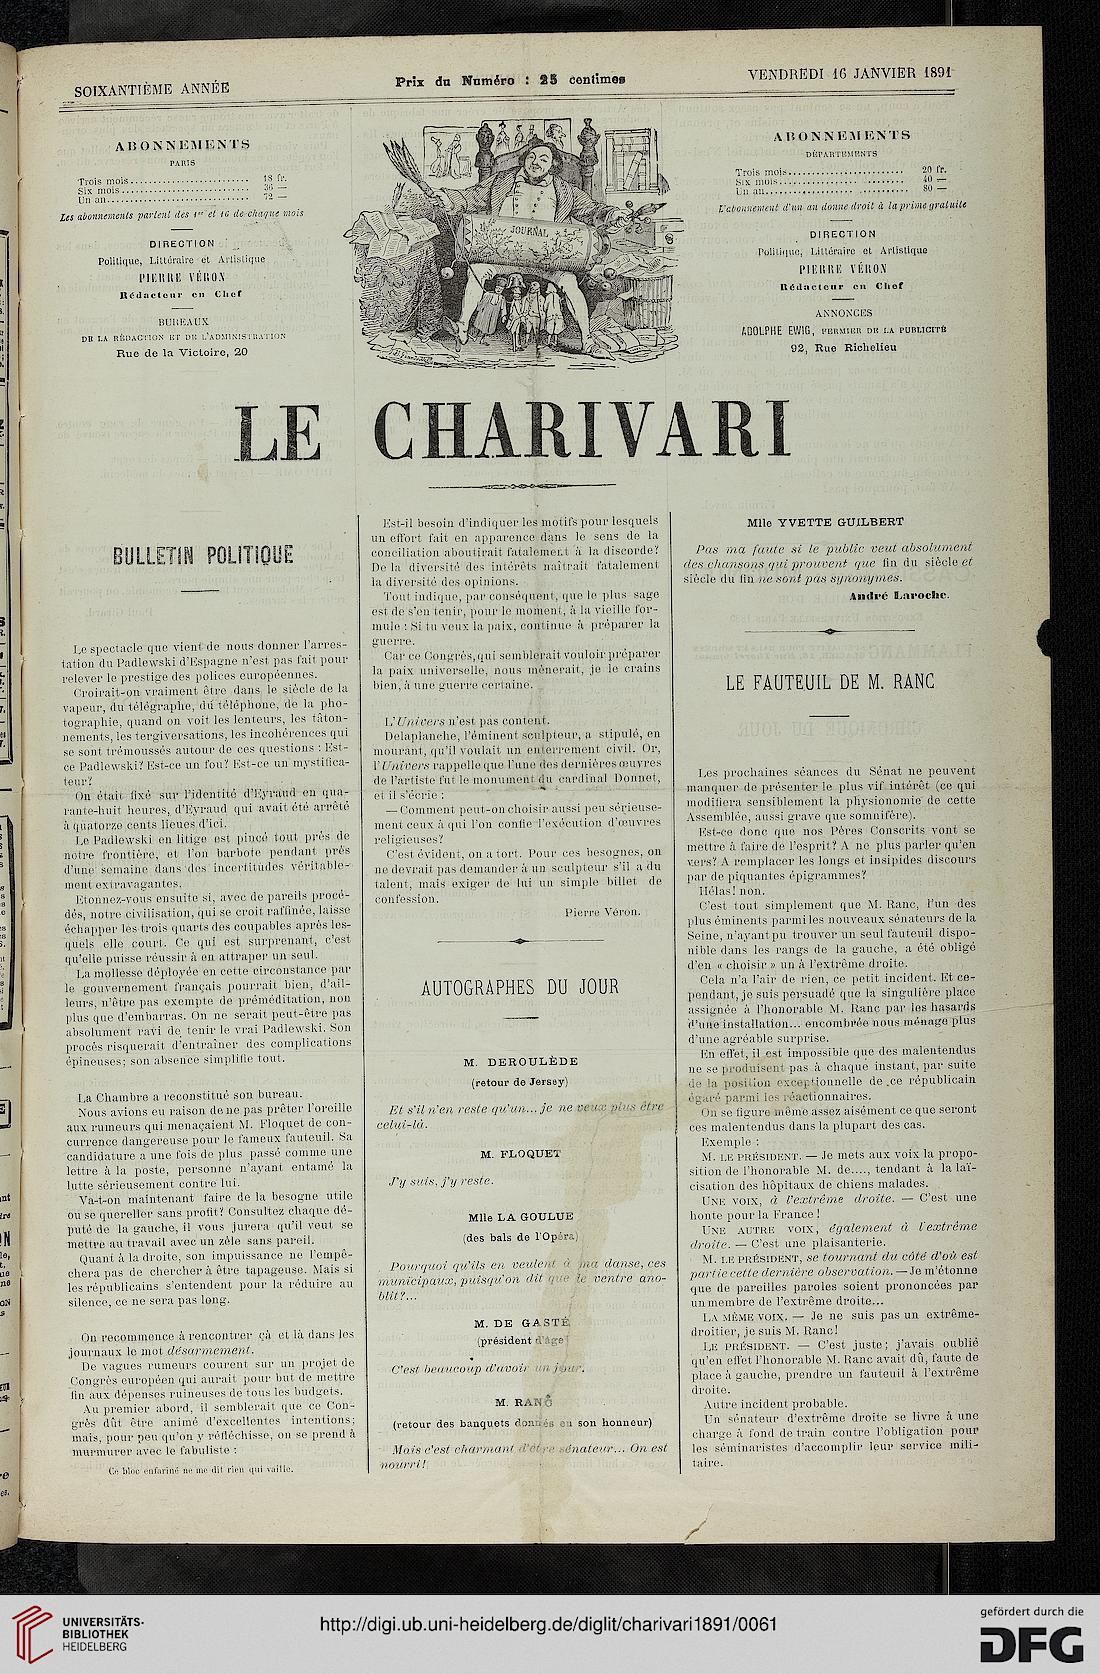 SOIXANTIÈME ANNÉE
Prix du Numéro : 25 centimes
VENDREDI 16 JANVIER 1891
ABONNEMENTS
PARIS
Trois mois ........ 18 fr.
Six mois ........ 36 —
Un an ........ 72 —
Les abonnements partent des 1er et 16 de chaque mois
DIRECTION
Politique, Littéraire et Artistique
PIERRE VÉRON
Rédacteur en Chef
BUREAUX
DE LA RÉDACTION ET DE L'ADMINISTRATION
Rue de la Victoire, 20
JOURNAL
ABONNEMENTS
DÉPARTEMENTS
Trois mois ........ 20 fr.
Six mois ........ 40 —
Un an ........ 80 —
L'abonnement d'un an donne droit à la prime gratuite
DIRECTION
Politique, Littéraire et Artistique
PIERRE VÉRON
Rédacteur en Chef
ANNONCES
ADOLPHE EWIG, FERMIER DE LA PUBLICITÉ
92, Rue Richelieu
LE CHARIVARI
BULLETIN POLITIQUE
Le spectacle que vient de nous donner l'arres-
tation du Padlewski d'Espagne n'est pas fait pour
relever le prestige des polices européennes.
Croirait-on vraiment être dans le siècle de la
vapeur, du télégraphe, du téléphone, de la pho-
tographie, quand on voit les lenteurs, les tâton-
nements, les tergiversations, les incohérences qui
se sont trémoussés autour de ces questions : Est-
ce Padlewski? Est-ce un fou? Est-ce un mystifica-
teur?
On était fixé sur l'identité d'Eyraud en qua-
rante-huit heures, d'Eyraud qui avait été arrêté
à quatorze cents lieues d'ici.
Le Padlewski en litige est pincé tout près de
notre frontière, et l'on barbote pendant près
d'une semaine dans des incertitudes véritable-
ment extravagantes.
Etonnez-vous ensuite si, avec de pareils procé-
dés, notre civilisation, qui se croit raffinée, laisse
échapper les trois quarts des coupables après les-
quels elle court. Ce qui est surprenant, c'est
qu'elle puisse réussir à en attraper un seul.
La mollesse déployée en cette circonstance par
le gouvernement français pourrait bien, d'ail-
leurs, n'être pas exempte de préméditation, non
plus que d'embarras. On ne serait peut-être pas
absolument ravi de tenir le vrai Padlewski. Son
procès risquerait d'entraîner des complications
épineuses; son absence simplifie tout.
La Chambre a reconstitué son bureau.
Nous avions eu raison de ne pas prêter l'oreille
aux rumeurs qui menaçaient M. Floquet de con-
currence dangereuse pour le fameux fauteuil. Sa
candidature a une fois de plus passé comme une
lettre à la poste, personne n'ayant entamé la
lutte sérieusement contre lui.
Va-t-on maintenant faire de la besogne utile
ou se quereller sans profit? Consultez chaque dé-
puté de la gauche, il vous jurera qu'il veut se
mettre au travail avec un zèle sans pareil.
Quant à la droite, son impuissance ne l'empê-
chera pas de chercher à être tapageuse. Mais si
les républicains s'entendent pour la réduire au
silence, ce ne sera pas long.
On recommence à rencontrer çà et là dans les
journaux le mot désarmement.
De vagues rumeurs courent sur un projet de
Congrès européen qui aurait pour but de mettre
fin aux dépenses ruineuses de tous les budgets.
Au premier abord, il semblerait que ce Con-
grès dût être animé d'excellentes intentions;
mais, pour peu qu'on y réfléchisse, on se prend à
murmurer avec le fabuliste :
Ce bloc enfariné ne me dit rien qui vaille.
Est-il besoin d'indiquer les motifs pour lesquels
un effort fait en apparence dans le sens de la
conciliation aboutirait fatalement à la discorde?
De la diversité des intérêts naîtrait fatalement
la diversité des opinions.
Tout indique, par conséquent, que le plus sage
est de s'en tenir, pour le moment, à la vieille for-
mule : Si tu veux la paix, continue à préparer la
guerre.
Car ce Congrès, qui semblerait vouloir préparer
la paix universelle, nous mènerait, je le crains
bien, à une guerre certaine.
L'Univers n'est pas content.
Delaplanche, l'éminent sculpteur, a stipulé, en
mourant, qu'il voulait un enterrement civil. Or,
l'Univers rappelle que l'une des dernières œuvres
de l'artiste fut le monument du cardinal Donnet,
et il s'écrie :
— Comment peut-on choisir aussi peu sérieuse-
ment ceux à qui l'on confie l'exécution d'œuvres
religieuses?
C'est évident, on a tort. Pour ces besognes, on
ne devrait pas demander à un sculpteur s'il a du
talent, mais exiger de lui un simple billet de
confession.
Pierre Véron.
AUTOGRAPHES DU JOUR
M. DEROULÈDE
(retour de Jersey)
Et s'il n'en reste qu'un... je ne veux plus être
celui-là.
M. FLOQUET
J'y suis, j'y reste.
Mlle LA GOULUE
(des bals de l'Opéra)
Pourquoi qu'ils en veulent à ma danse, ces
municipaux, puisqu'on dit que le ventre ano-
blit?...
M. DE GASTÉ
(président d'âge)
C'est beaucoup d'avoir un jour.
M. RANC
(retour des banquets donnés en son honneur)
Mais c'est charmant d'être sénateur... On est
nourri!
Mlle YVETTE GUILBERT
Pas ma faute si le public veut absolument
des chansons qui prouvent que fin du siècle et
siècle du fin ne sont pas synonymes.
André Laroche.
LE FAUTEUIL DE M. RANC
Les prochaines séances du Sénat ne peuvent
manquer de présenter le plus vif intérêt (ce qui
modifiera sensiblement la physionomie de cette
Assemblée, aussi grave que somnifère).
Est-ce donc que nos Pères Conscrits vont se
mettre à faire de l'esprit? A ne plus parler qu'en
vers? A remplacer les longs et insipides discours
par de piquantes épigrammes?
Hélas! non.
C'est tout simplement que M. Ranc, l'un des
plus éminents parmi les nouveaux sénateurs de la
Seine, n'ayant pu trouver un seul fauteuil dispo-
nible dans les rangs de la gauche, a été obligé
d'en « choisir » un à l'extrême droite.
Cela n'a l'air de rien, ce petit incident. Et ce-
pendant, je suis persuadé que la singulière place
assignée à l'honorable M. Ranc par les hasards
d'une installation... encombrée nous ménage plus
d'une agréable surprise.
En effet, il est impossible que des malentendus
ne se produisent pas à chaque instant, par suite
de la position exceptionnelle de ce républicain
égaré parmi les réactionnaires.
On se figure même assez aisément ce que seront
ces malentendus dans la plupart des cas.
Exemple :
M. LE PRÉSIDENT. — Je mets aux voix la propo-
sition de l'honorable M. de...., tendant à la laï-
cisation des hôpitaux de chiens malades.
UNE VOIX, à l'extrême droite. — C'est une
honte pour la France!
UNE AUTRE VOIX, également à l'extrême
droite. — C'est une plaisanterie.
M. LE PRÉSIDENT, se tournant du côté d'où est
partie cette dernière observation. — Je m'étonne
que de pareilles paroles soient prononcées par
un membre de l'extrême droite...
LA MÊME VOIX. — Je ne suis pas un extrême-
droitier, je suis M. Ranc!
LE PRÉSIDENT. — C'est juste; j'avais oublié
qu'en effet l'honorable M. Ranc avait dû, faute de
place à gauche, prendre un fauteuil à l'extrême
droite.
Autre incident probable.
Un sénateur d'extrême droite se livre à une
charge à fond de train contre l'obligation pour
les séminaristes d'accomplir leur service mili-
taire.
UNIVERSITÄTS-
BIBLIOTHEK
HEIDELBERG
http://digi.ub.uni-heidelberg.de/diglit/charivari1891/0061
gefördert durch die
DFG